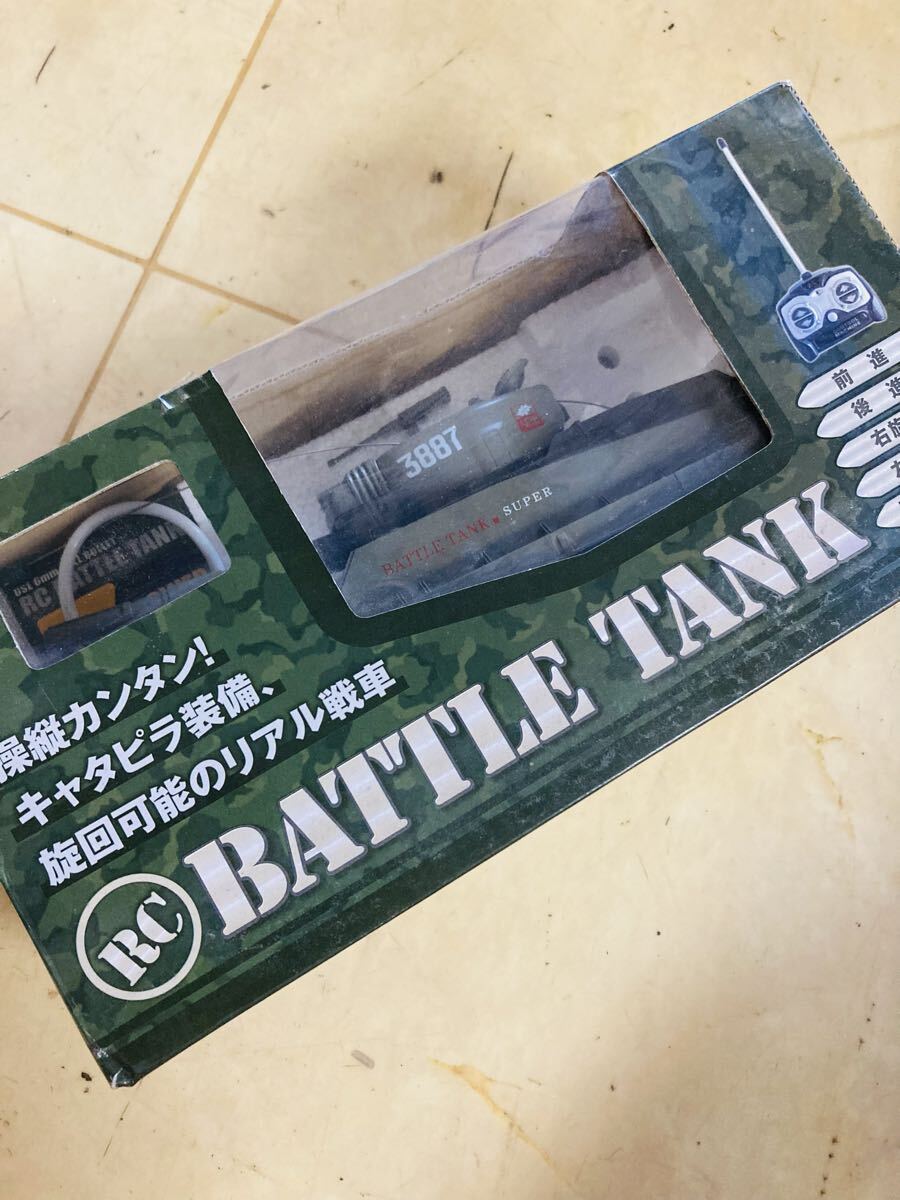 前進
後進
右旋
3887
BATTLE TANK SUPER
RC BATTLE TANK
操縦カンタン!
キャタピラ装備、
旋回可能のリアル戦車
RC BATTLE TANK